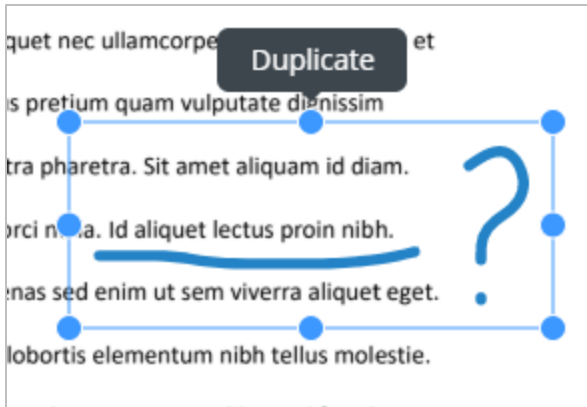 quet nec ullamcorpe et
Duplicate
s pretium quam vulputate dignissim
tra pharetra. Sit amet aliquam id diam.
orci n a. Id aliquet lectus proin nibh.
enas sed enim ut sem viverra aliquet eget.
lobortis elementum nibh tellus molestie.
?